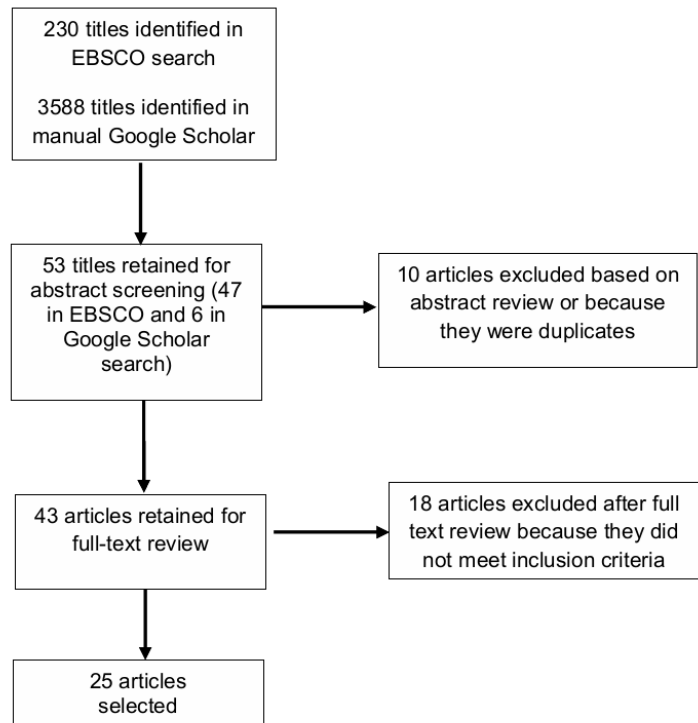 230 titles identified in
EBSCO search
3588 titles identified in
manual Google Scholar
53 titles retained for
abstract screening (47
in EBSCO and 6 in
Google Scholar
search)
10 articles excluded based on
abstract review or because
they were duplicates
43 articles retained for
full-text review
18 articles excluded after full
text review because they did
not meet inclusion criteria
25 articles
selected